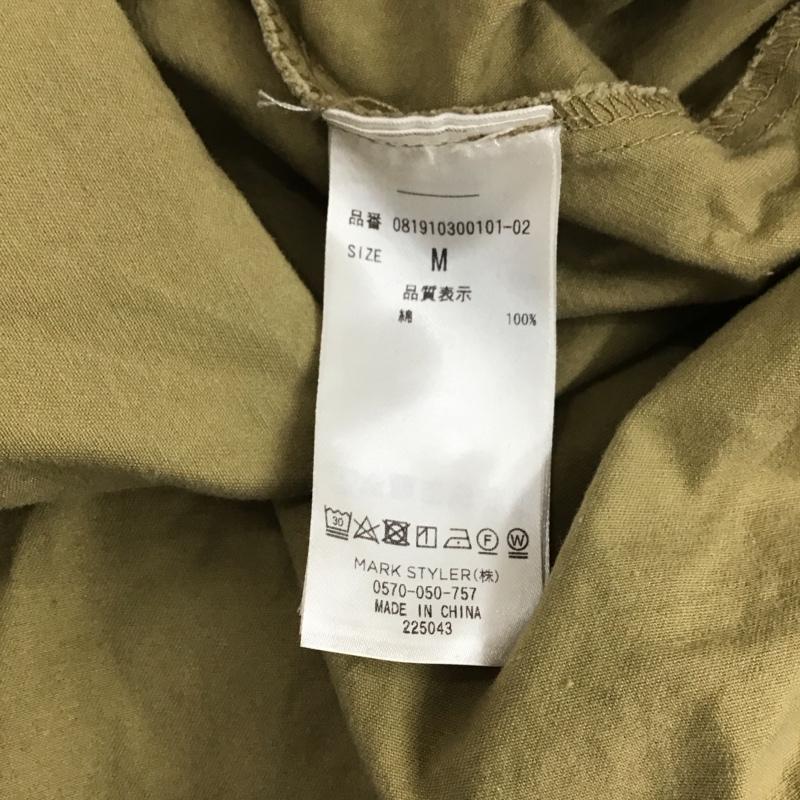 品番 081910300101-02
SIZE M
品質表示
綿 100%
30
F W
MARK STYLER(株)
0570-050-757
MADE IN CHINA
225043